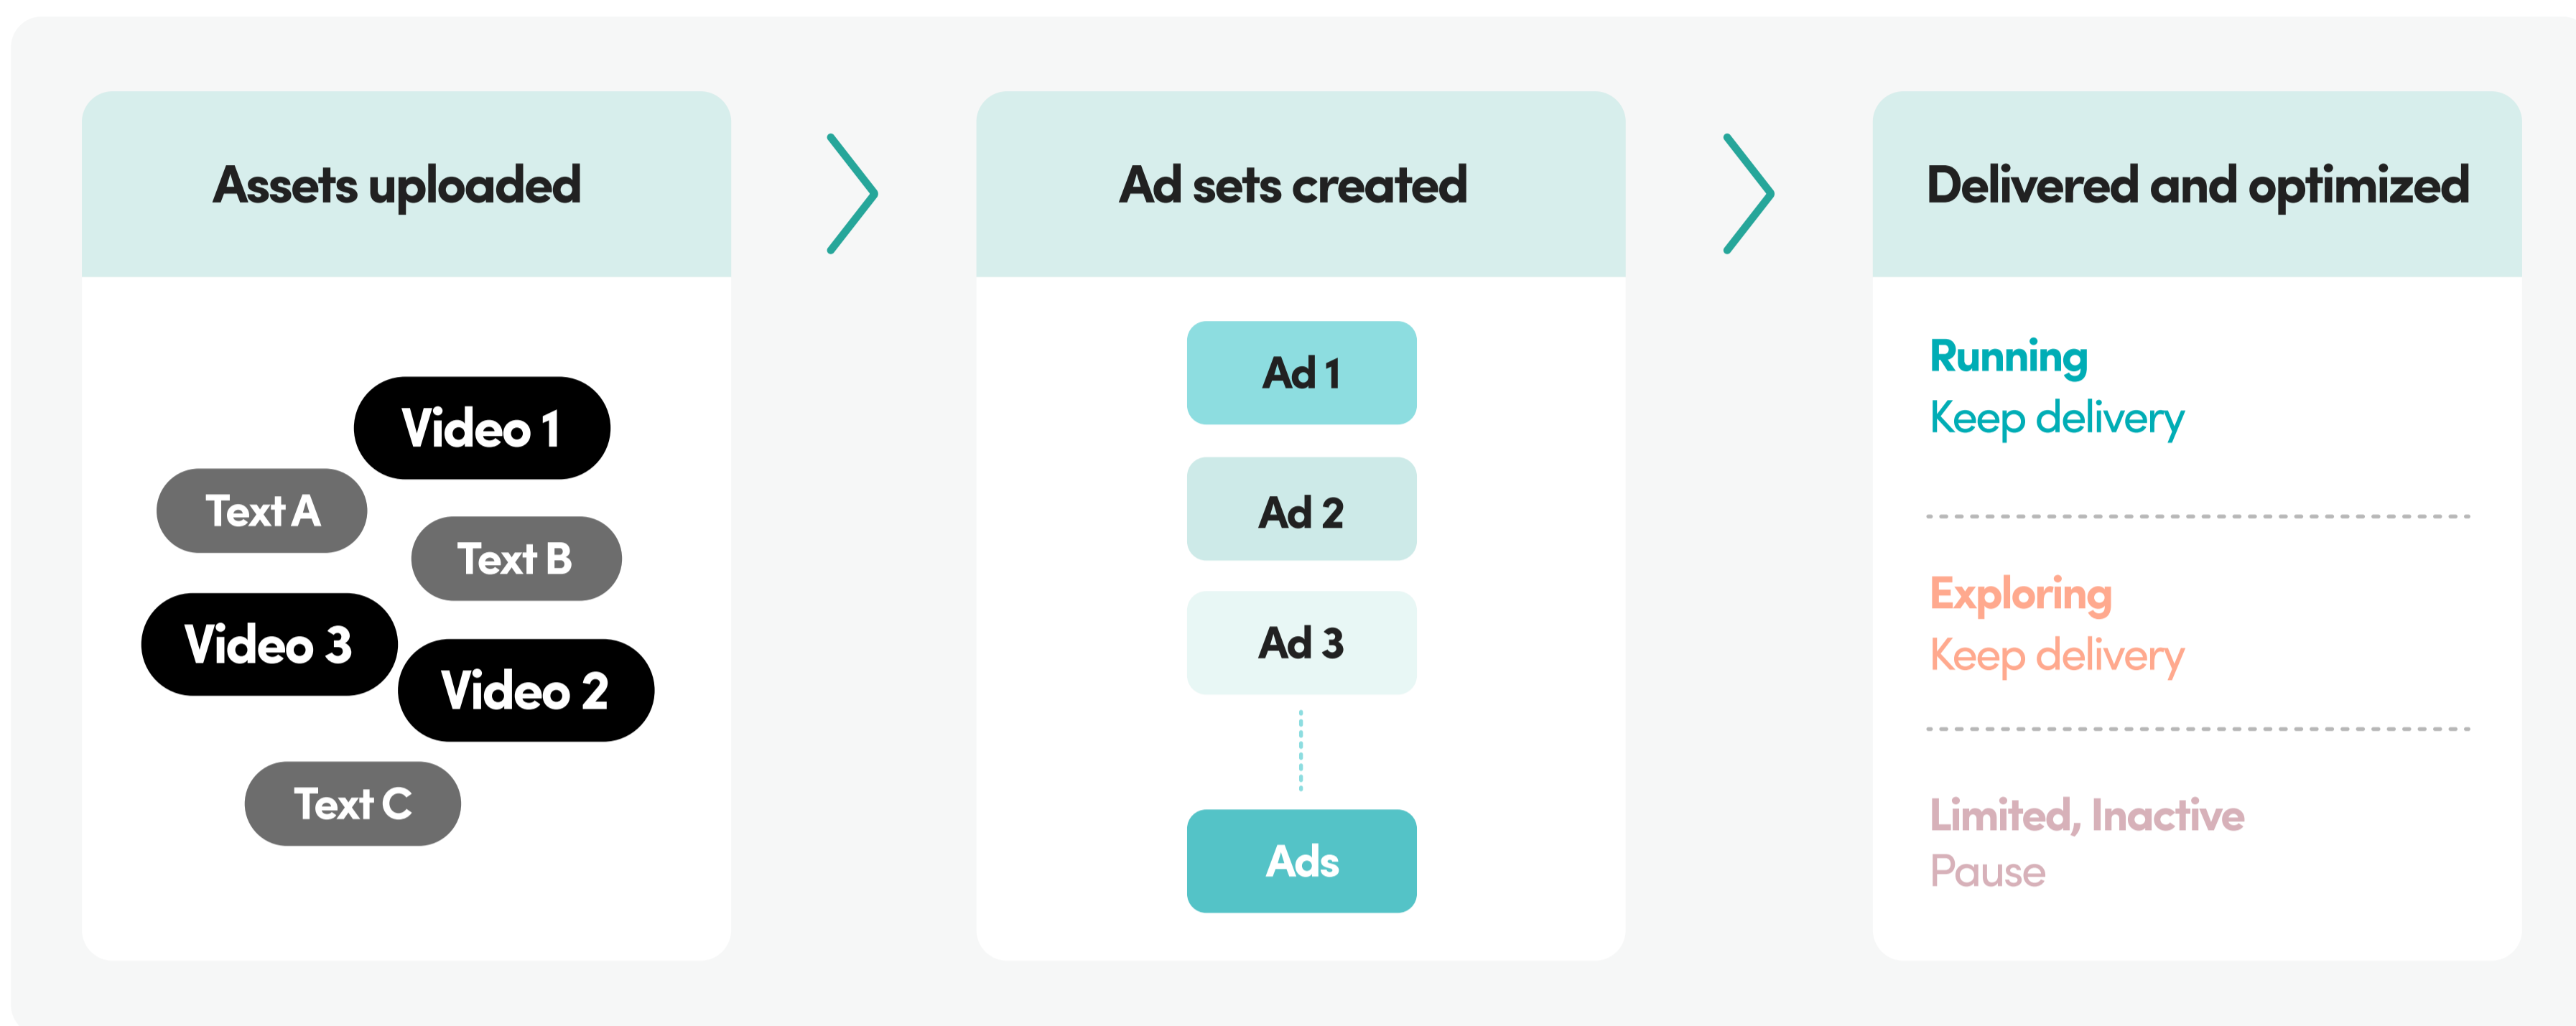 Assets uploaded
Video 1
Text A
Text B
Video 3
Video 2
Text C
Ad sets created
Ad 1
Ad 2
Ad 3
Ads
Delivered and optimized
Running
Keep delivery
Exploring
Keep delivery
Limited, Inactive
Pause